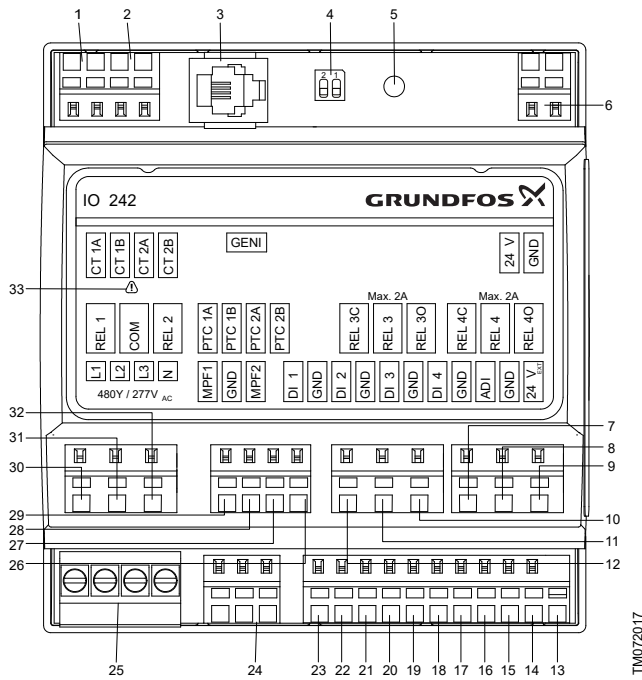 1 2 3 4 5
2 1
6
IO 242 GRUNDFOS
CT 1A CT 1B CT 2A CT 2B GENI 24 V GND
33
Max. 2A Max. 2A
REL 1 COM REL 2 PTC 1A PTC 1B PTC 2A PTC 2B REL 3C REL 3 REL 3O REL 4C REL 4 REL 4O
L1 L2 L3 N MPF1 GND MPF2 DI 1 GND DI 2 GND DI 3 GND DI 4 GND ADI GND 24 V EXT
480Y / 277V AC
32 7
31 8
30 9
29 10
28 11
27
26 12
25 24 23 22 21 20 19 18 17 16 15 14 13
TM072017